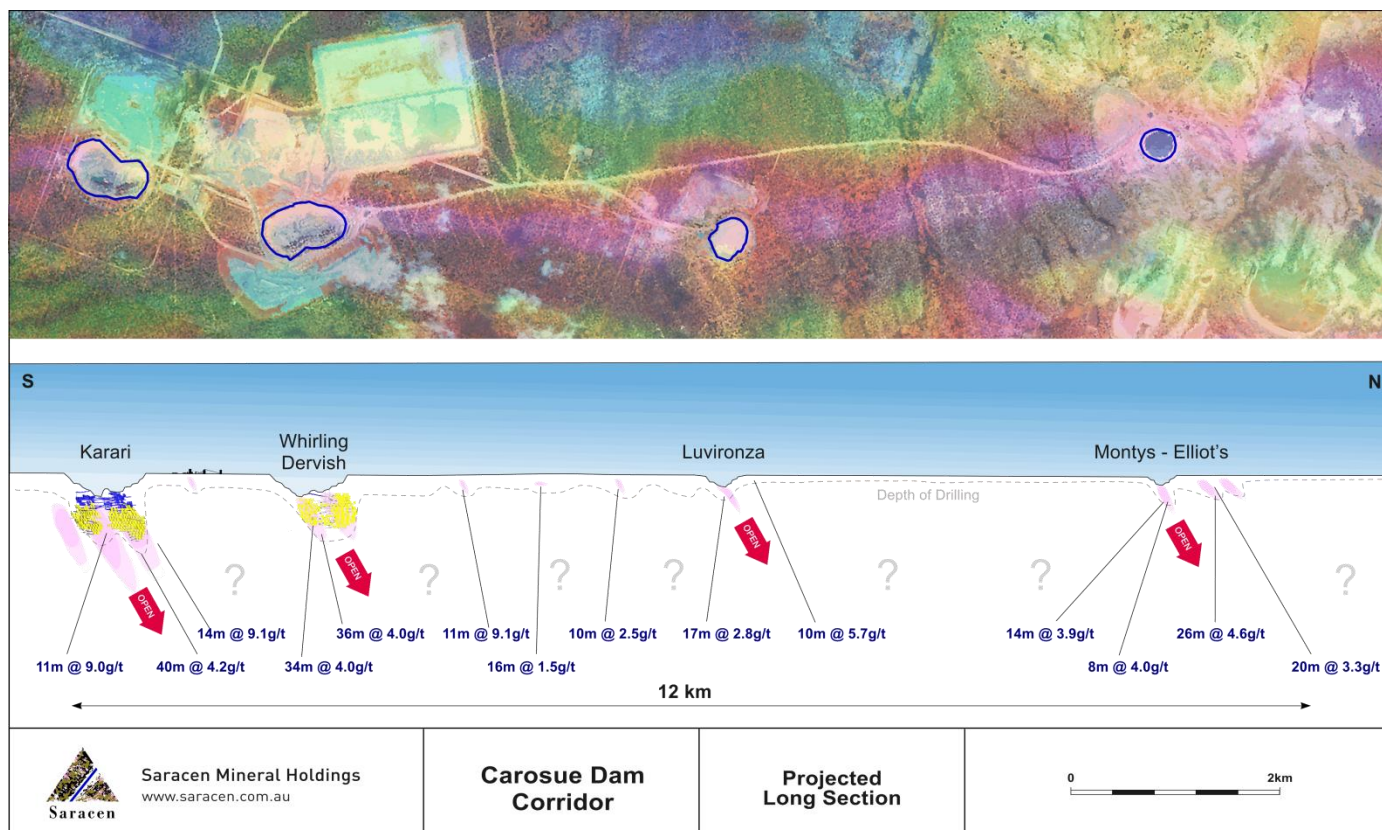 S
N
Karari
Whirling
Dervish
Luvironza
Montys - Elliot's
Depth of Drilling
OPEN
OPEN
OPEN
OPEN
?
?
?
?
?
?
?
14m @ 9.1g/t
36m @ 4.0g/t
11m @ 9.1g/t
10m @ 2.5g/t
17m @ 2.8g/t
10m @ 5.7g/t
14m @ 3.9g/t
26m @ 4.6g/t
11m @ 9.0g/t
40m @ 4.2g/t
34m @ 4.0g/t
16m @ 1.5g/t
8m @ 4.0g/t
20m @ 3.3g/t
12 km
Saracen
Saracen Mineral Holdings
www.saracen.com.au
Carosue Dam
Corridor
Projected
Long Section
0
2km